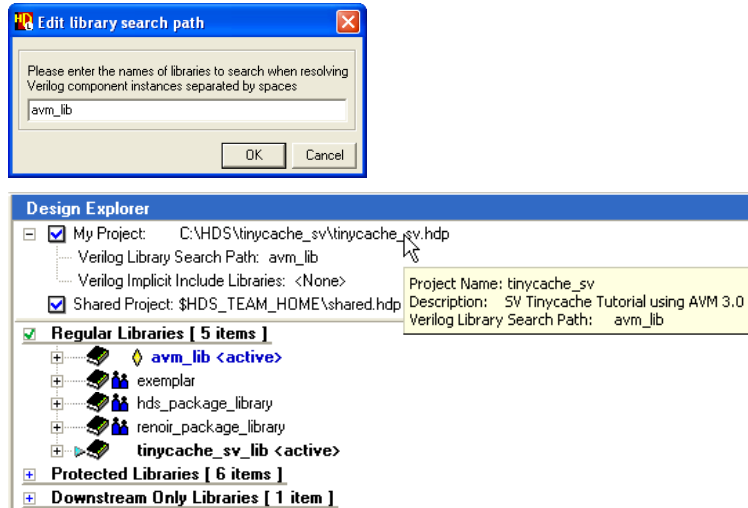 Edit library search path
Please enter the names of libraries to search when resolving
Verilog component instances separated by spaces
avm_lib
OK Cancel
Design Explorer
My Project: C:\HDS\tinycache_sv\tinycache_sv.hdp
Verilog Library Search Path: avm_lib
Verilog Implicit Include Libraries: <None>
Shared Project: $HDS_TEAM_HOME\shared.hdp
Project Name: tinycache_sv
Description: SV Tinycache Tutorial using AVM 3.0
Verilog Library Search Path: avm_lib
Regular Libraries [ 5 items ]
avm_lib <active>
exemplar
hds_package_library
renoir_package_library
tinycache_sv_lib <active>
Protected Libraries [ 6 items ]
Downstream Only Libraries [ 1 item ]